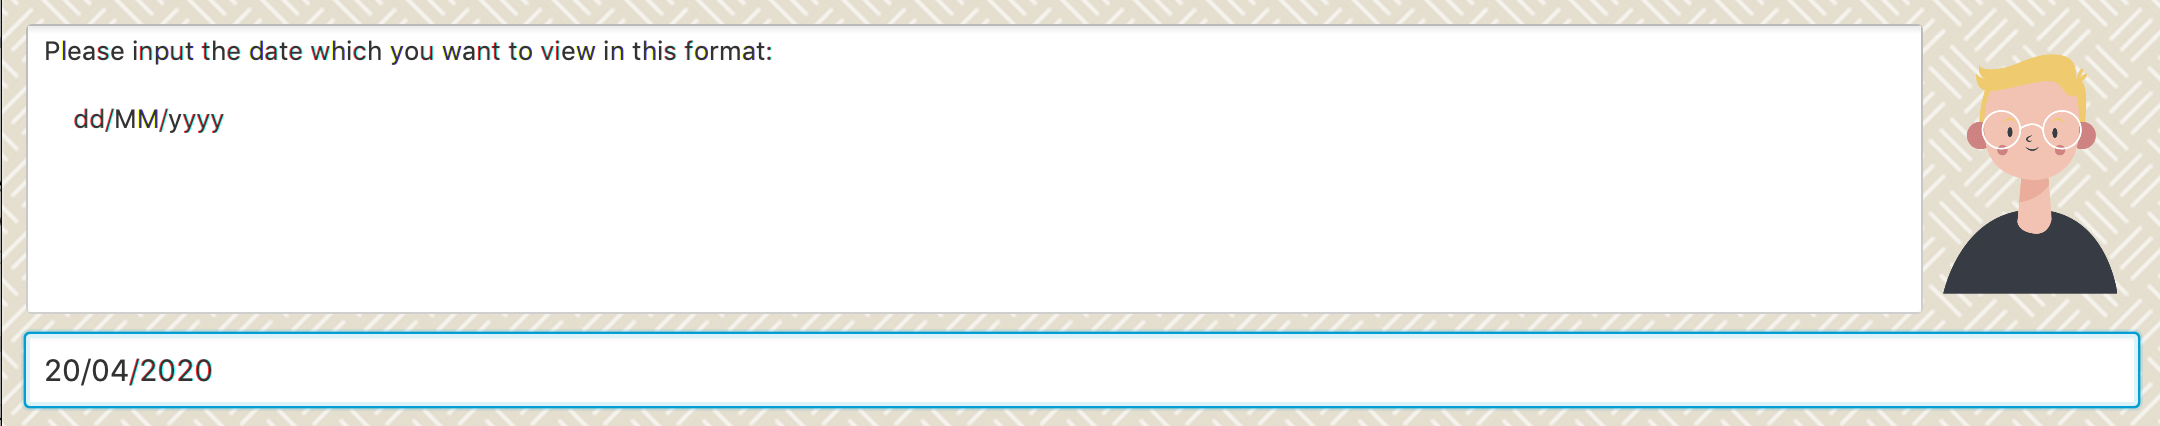 Please input the date which you want to view in this format:
dd/MM/yyyy
20/04/2020